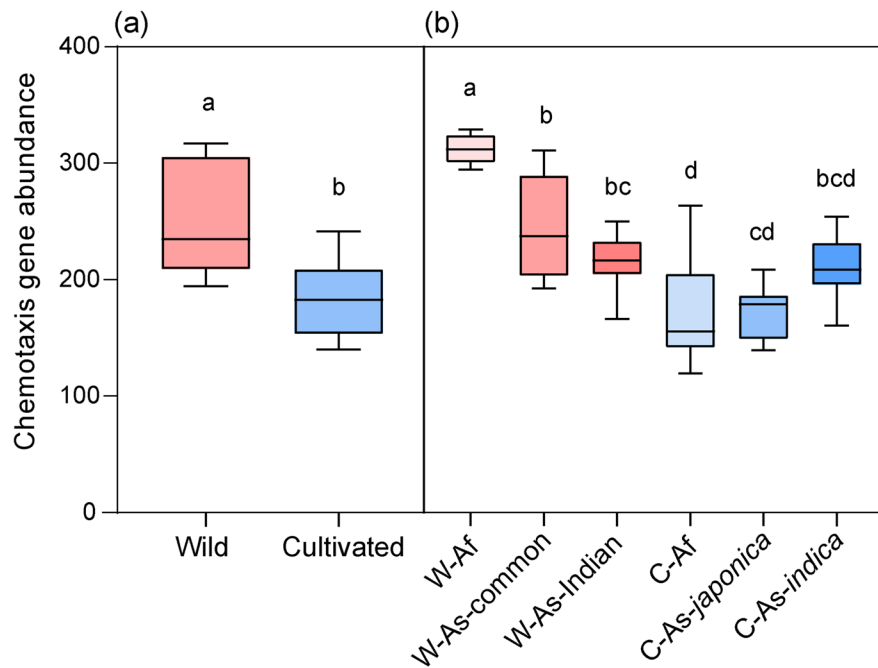 (a)
(b)
Chemotaxis gene abundance
400
300
200
100
0
a
b
Wild
Cultivated
a
b
bc
d
cd
bcd
W-Af
W-As-common
W-As-Indian
C-Af
C-As-japonica
C-As-indica